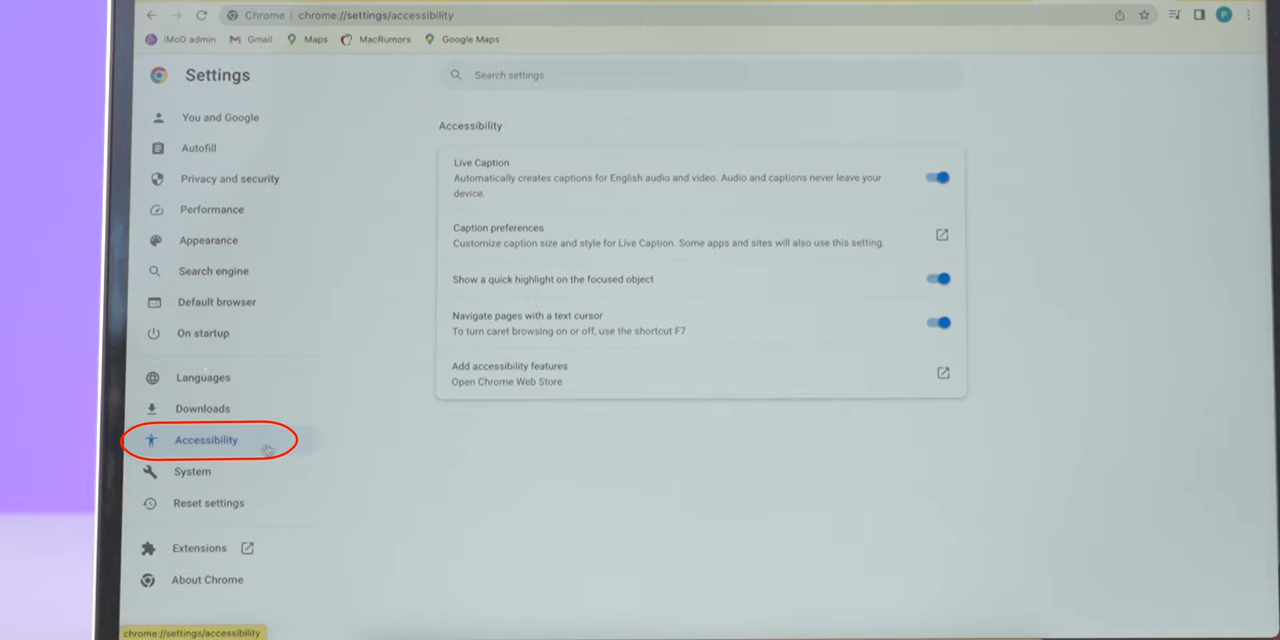 Chrome | chrome://settings/accessibility
P
iMoD admin Gmail Maps MacRumors Google Maps
Settings
Search settings
You and Google
Autofill
Privacy and security
Performance
Appearance
Search engine
Default browser
On startup
Languages
Downloads
Accessibility
System
Reset settings
Extensions
About Chrome
Accessibility
Live Caption
Automatically creates captions for English audio and video. Audio and captions never leave your
device.
Caption preferences
Customize caption size and style for Live Caption. Some apps and sites will also use this setting.
Show a quick highlight on the focused object
Navigate pages with a text cursor
To turn caret browsing on or off, use the shortcut F7
Add accessibility features
Open Chrome Web Store
chrome://settings/accessibility